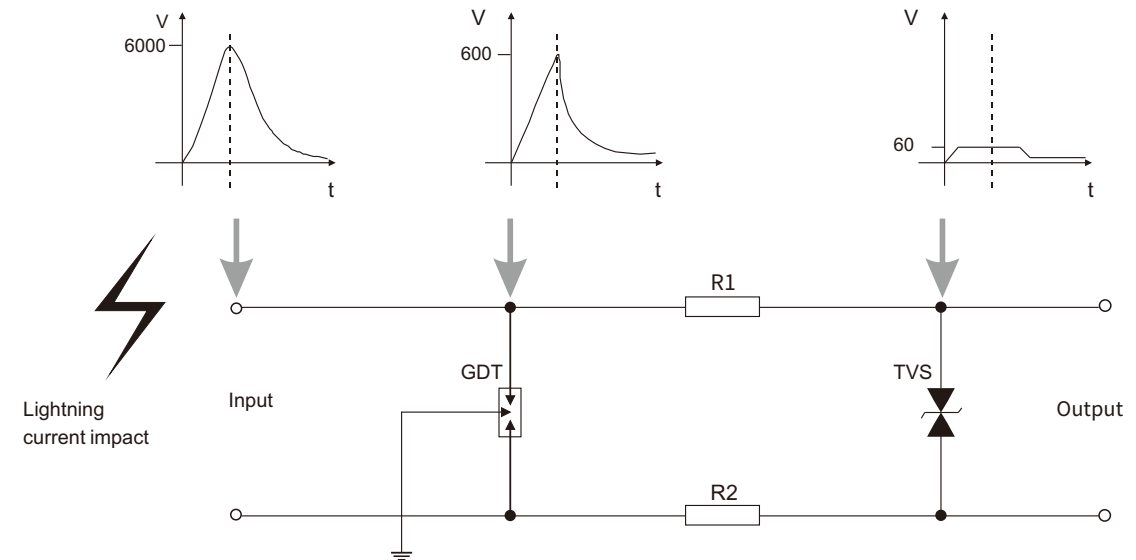 V
6000
t
V
600
t
V
60
t
R1
GDT
TVS
Input
Output
Lightning
current impact
R2